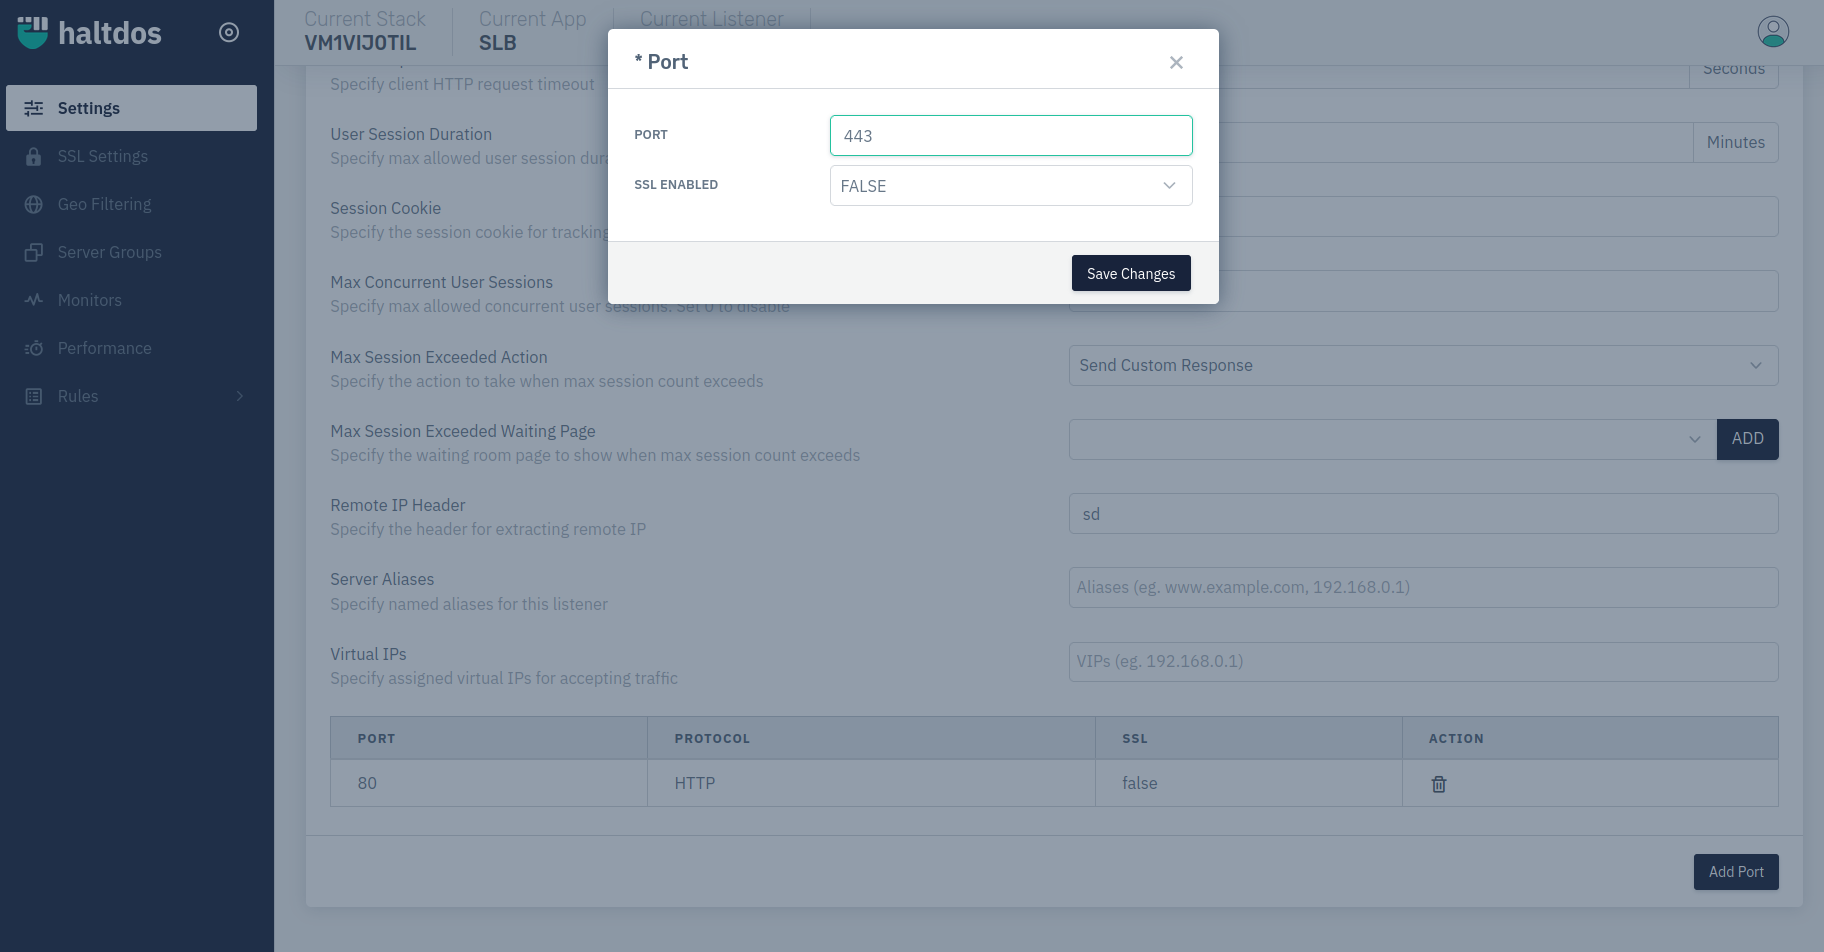 haltdos
Current Stack
VM1VIJ0TIL
Current App
SLB
Current Listener
Settings
SSL Settings
Geo Filtering
Server Groups
Monitors
Performance
Rules
* Port
PORT
443
SSL ENABLED
FALSE
Save Changes
Specify client HTTP request timeout
Seconds
User Session Duration
Specify max allowed user session
Minutes
Session Cookie
Specify the session cookie for tracking
Max Concurrent User Sessions
Specify max allowed concurrent user sessions. Set 0 to disable
Max Session Exceeded Action
Specify the action to take when max session count exceeds
Send Custom Response
Max Session Exceeded Waiting Page
Specify the waiting room page to show when max session count exceeds
ADD
Remote IP Header
Specify the header for extracting remote IP
sd
Server Aliases
Specify named aliases for this listener
Aliases (eg. www.example.com, 192.168.0.1)
Virtual IPs
Specify assigned virtual IPs for accepting traffic
VIPs (eg. 192.168.0.1)
PORT PROTOCOL SSL ACTION
80 HTTP false
Add Port